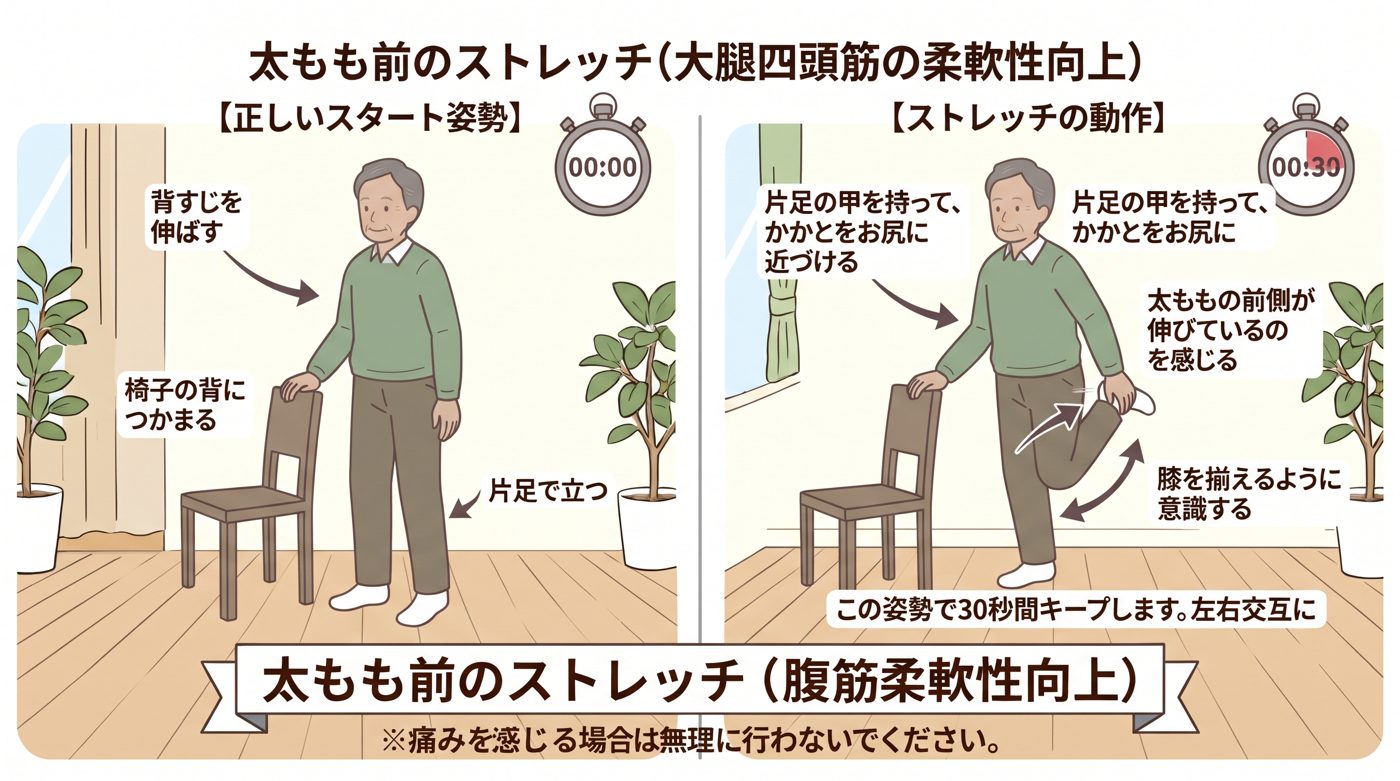 太もも前のストレッチ（大腿四頭筋の柔軟性向上）
【正しいスタート姿勢】
00:00
背すじを
伸ばす
椅子の背に
つかまる
片足で立つ
【ストレッチの動作】
00:30
片足の甲を持って、
かかとをお尻に
近づける
片足の甲を持って、
かかとをお尻に
太ももの前側が
伸びているの
を感じる
膝を揃えるように
意識する
この姿勢で30秒間キープします。左右交互に
太もも前のストレッチ（腹筋柔軟性向上）
※痛みを感じる場合は無理に行わないでください。